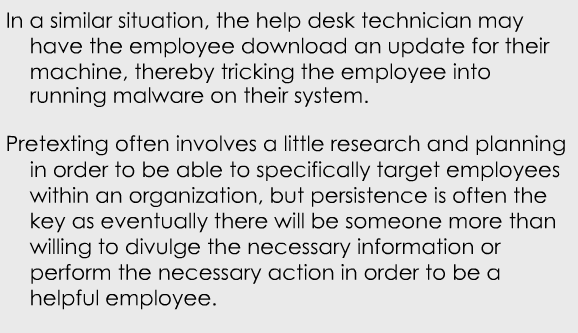 In a similar situation, the help desk technician may
have the employee download an update for their
machine, thereby tricking the employee into
running malware on their system.
Pretexting often involves a little research and planning
in order to be able to specifically target employees
within an organization, but persistence is often the
key as eventually there will be someone more than
willing to divulge the necessary information or
perform the necessary action in order to be a
helpful employee.